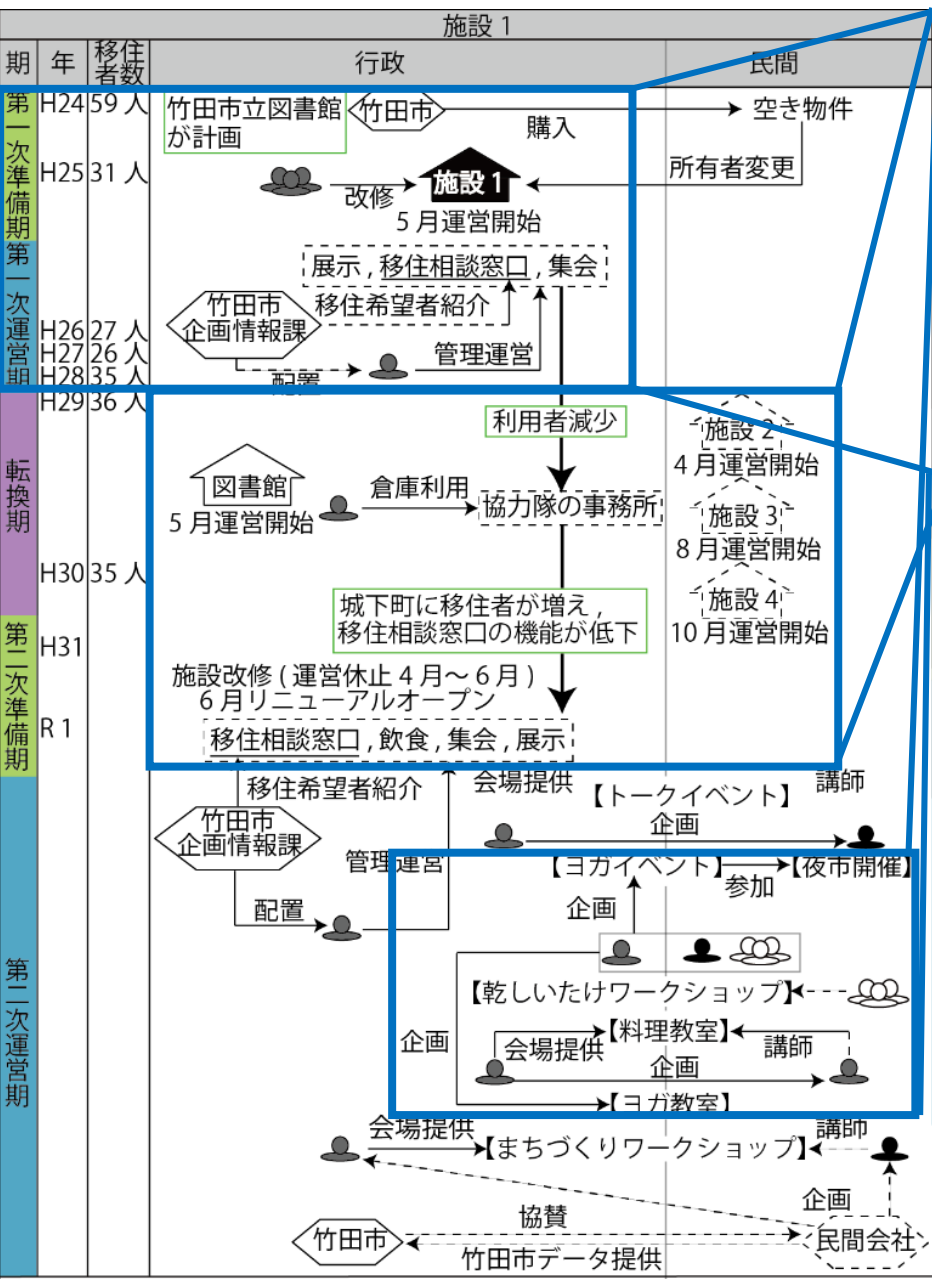 施設1
期 年 移住者数 行政 民間
第一次準備期
H24 59人
竹田市立図書館
が計画
竹田市
購入
空き物件
H25 31人
改修
施設1
所有者変更
5月運営開始
第一次運営期
展示,移住相談窓口,集会
竹田市
企画情報課
移住希望者紹介
H26 27人
H27 26人
H28 35人
管理運営
配置
転換期
H29 36人
利用者減少
施設2
4月運営開始
図書館
5月運営開始
倉庫利用
協力隊の事務所
施設3
8月運営開始
H30 35人
施設4
10月運営開始
城下町に移住者が増え,
移住相談窓口の機能が低下
第二次準備期
H31
施設改修(運営休止4月～6月)
6月リニューアルオープン
R1
移住相談窓口,飲食,集会,展示
第二次運営期
移住希望者紹介
会場提供
【トークイベント】
講師
竹田市
企画情報課
企画
管理運営
【ヨガイベント】
参加
【夜市開催】
配置
企画
【乾しいたけワークショップ】
企画
会場提供
【料理教室】
講師
企画
【ヨガ教室】
会場提供
【まちづくりワークショップ】
講師
企画
竹田市
協賛
竹田市データ提供
民間会社